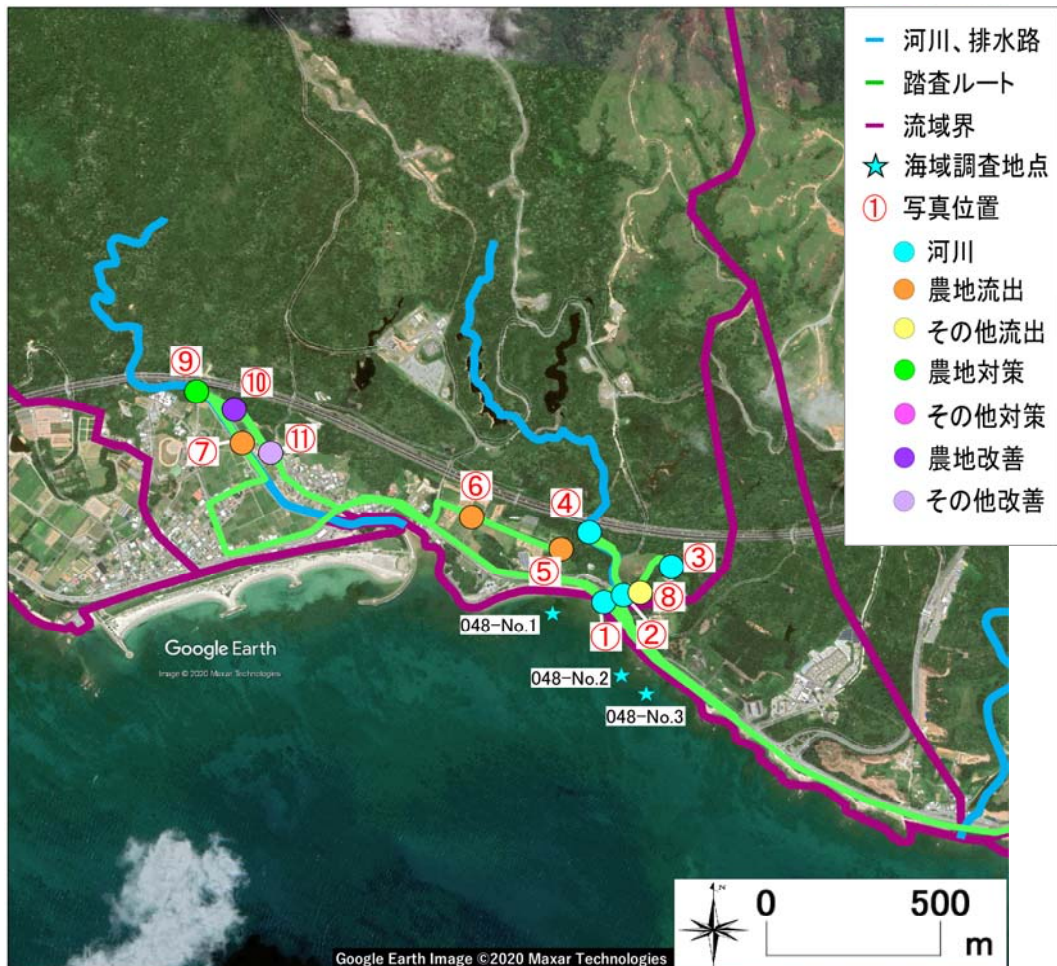 河川、排水路
踏査ルート
流域界
海域調査地点
① 写真位置
河川
農地流出
その他流出
農地対策
その他対策
農地改善
その他改善
⑨
⑩
⑦
⑪
⑥
④
⑤
③
⑧
①
②
048-No.1
048-No.2
048-No.3
Google Earth
Image © 2020 Maxar Technologies
N
0 500
m
Google Earth Image ©2020 Maxar Technologies